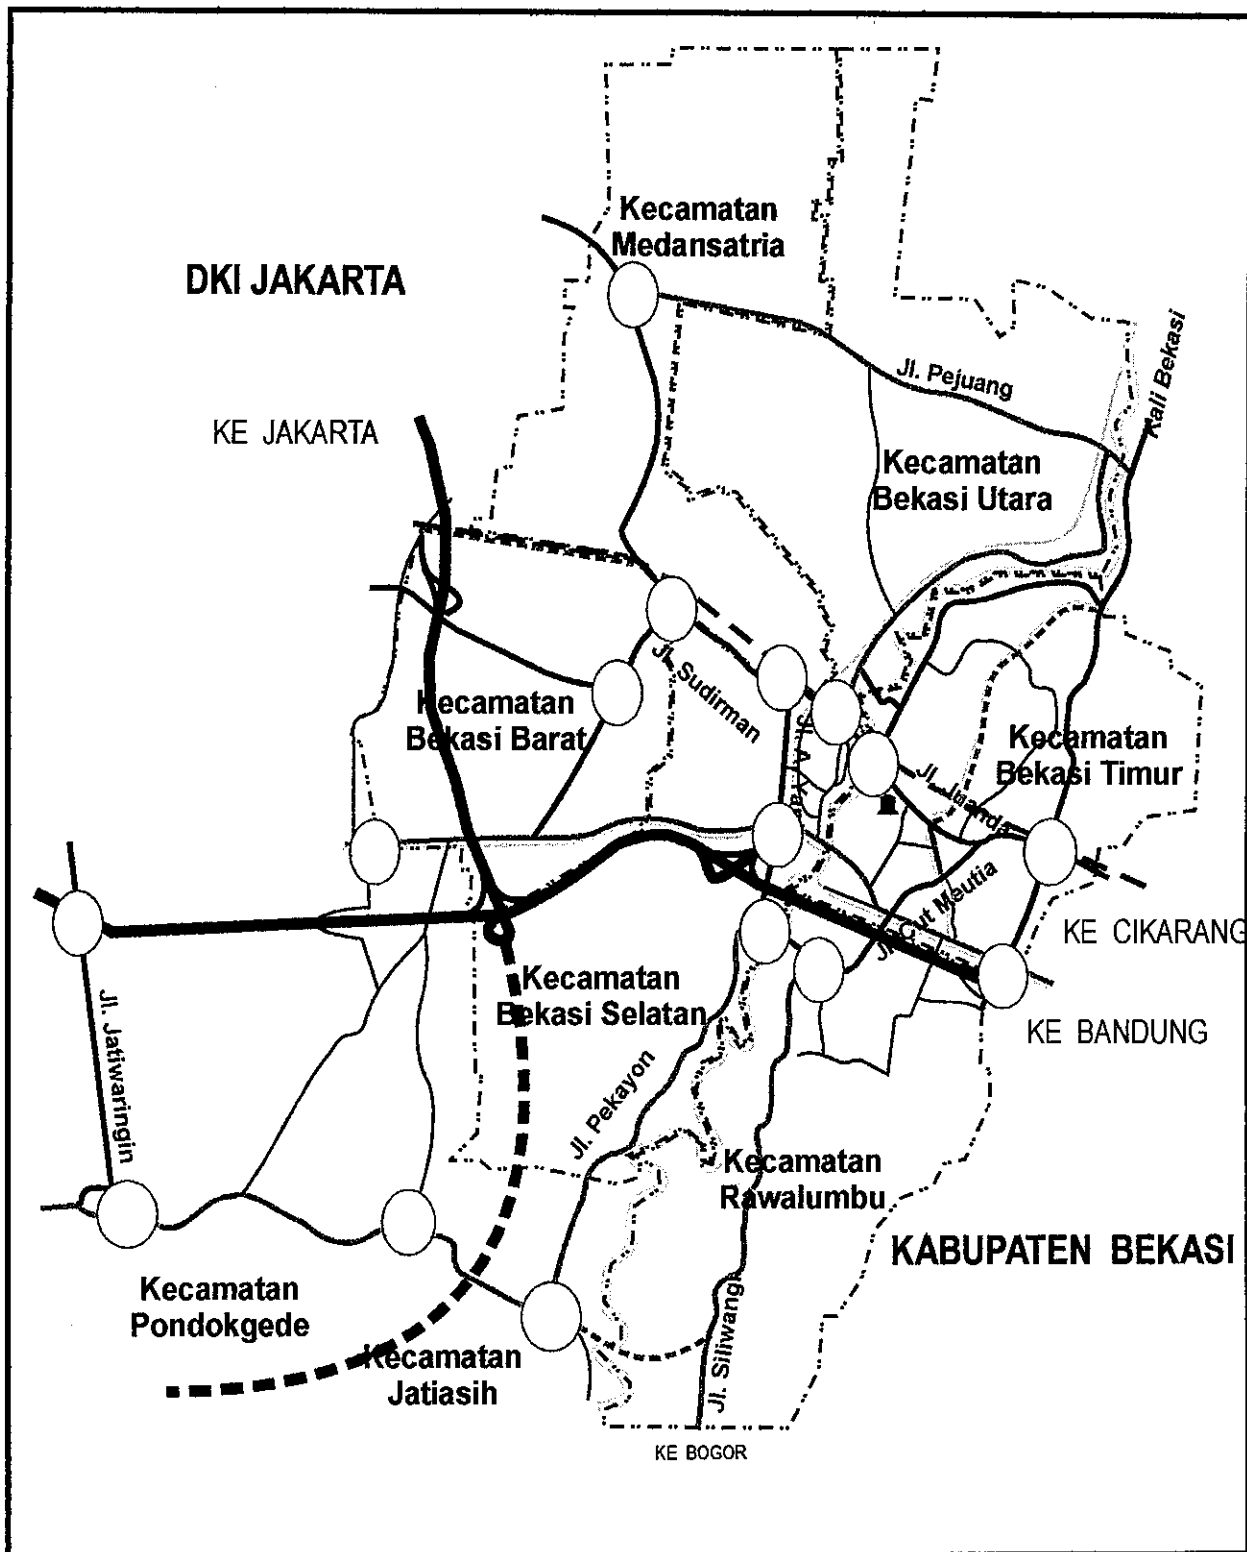 Kecamatan
Medansatria
DKI JAKARTA
Kali Bekasi
Jl. Pejuang
KE JAKARTA
Kecamatan
Bekasi Utara
Jl. Sudirman
Kecamatan
Bekasi Barat
Jl. A. Yani
Kecamatan
Bekasi Timur
Jl. Juanda
Jl. Cut Meutia
KE CIKARANG
Kecamatan
Bekasi Selatan
KE BANDUNG
Jl. Jatiwaringin
Jl. Pekayon
Kecamatan
Rawalumbu
KABUPATEN BEKASI
Kecamatan
Pondokgede
Jl. Siliwangi
Kecamatan
Jatiasih
KE BOGOR